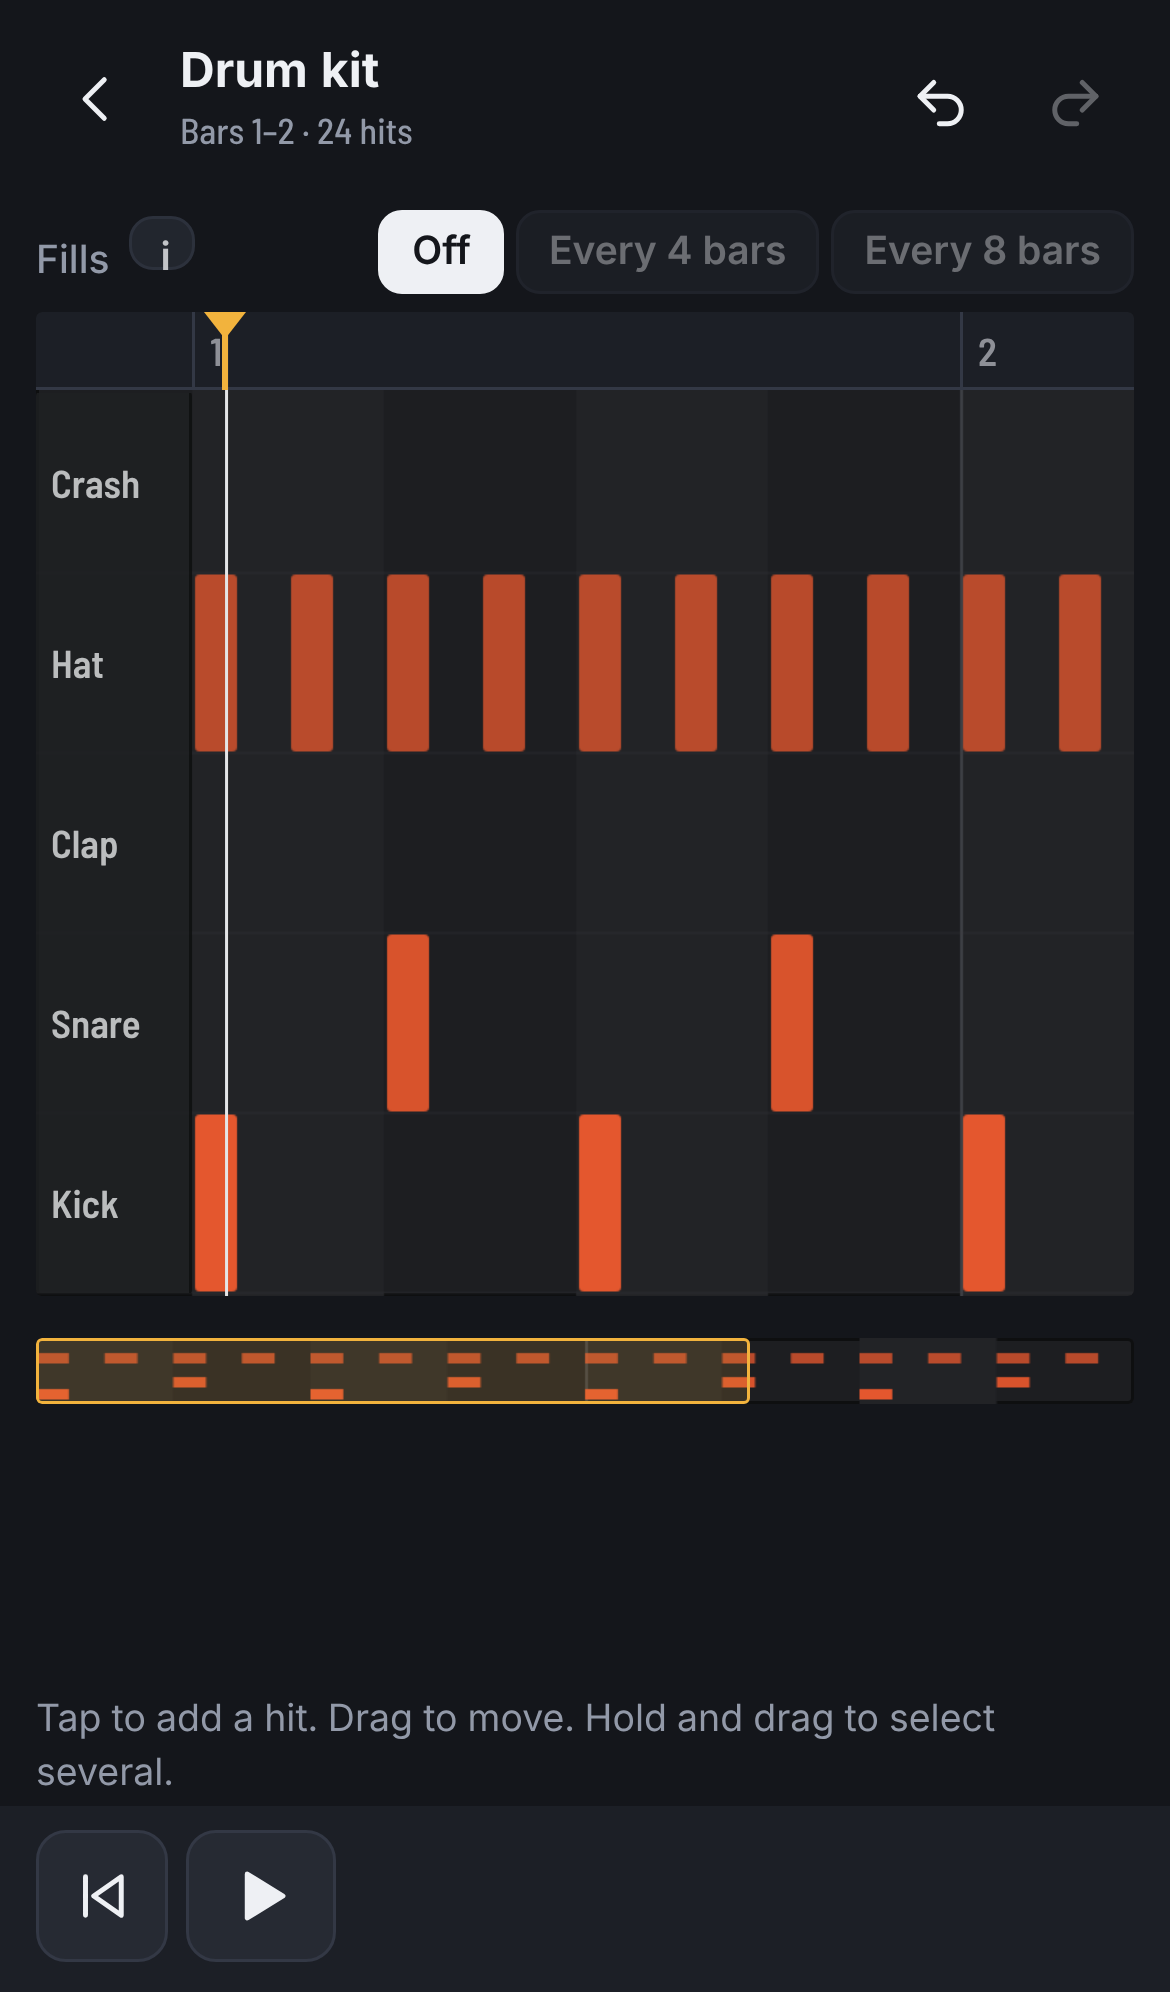 Drum kit
Bars 1–2 · 24 hits
Fills i Off Every 4 bars Every 8 bars
1 2
Crash
Hat
Clap
Snare
Kick
Tap to add a hit. Drag to move. Hold and drag to select
several.